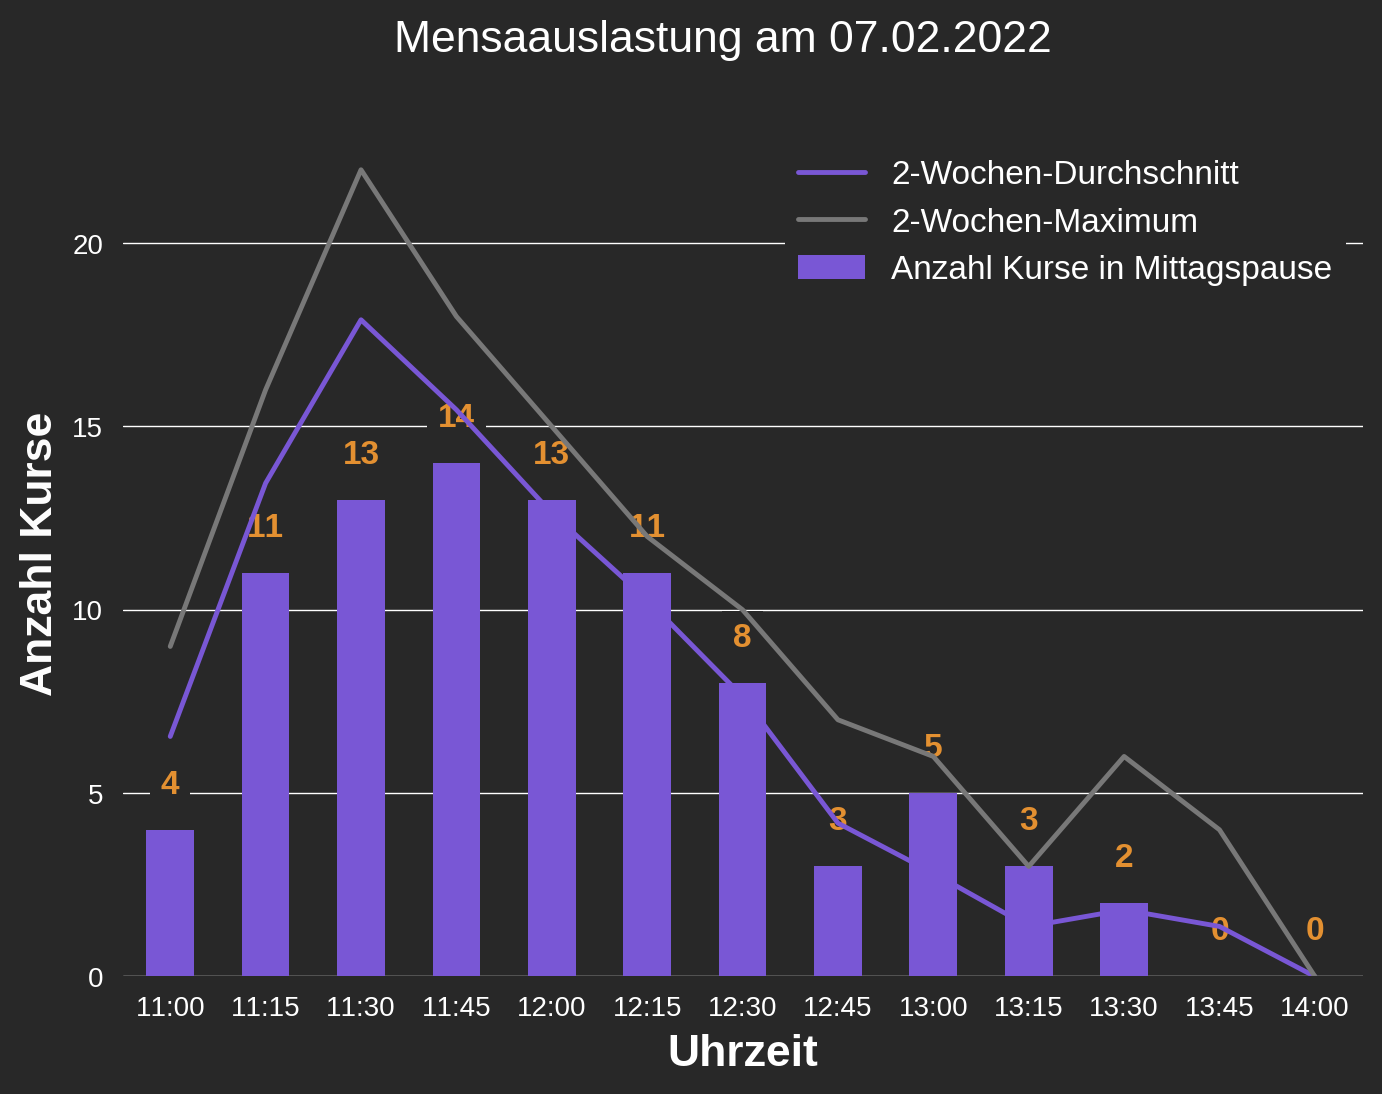 Mensaauslastung am 07.02.2022
2-Wochen-Durchschnitt
2-Wochen-Maximum
Anzahl Kurse in Mittagspause
Anzahl Kurse
20
15
10
5
0
4
11
13
14
13
11
8
3
5
3
2
0
0
11:00 11:15 11:30 11:45 12:00 12:15 12:30 12:45 13:00 13:15 13:30 13:45 14:00
Uhrzeit